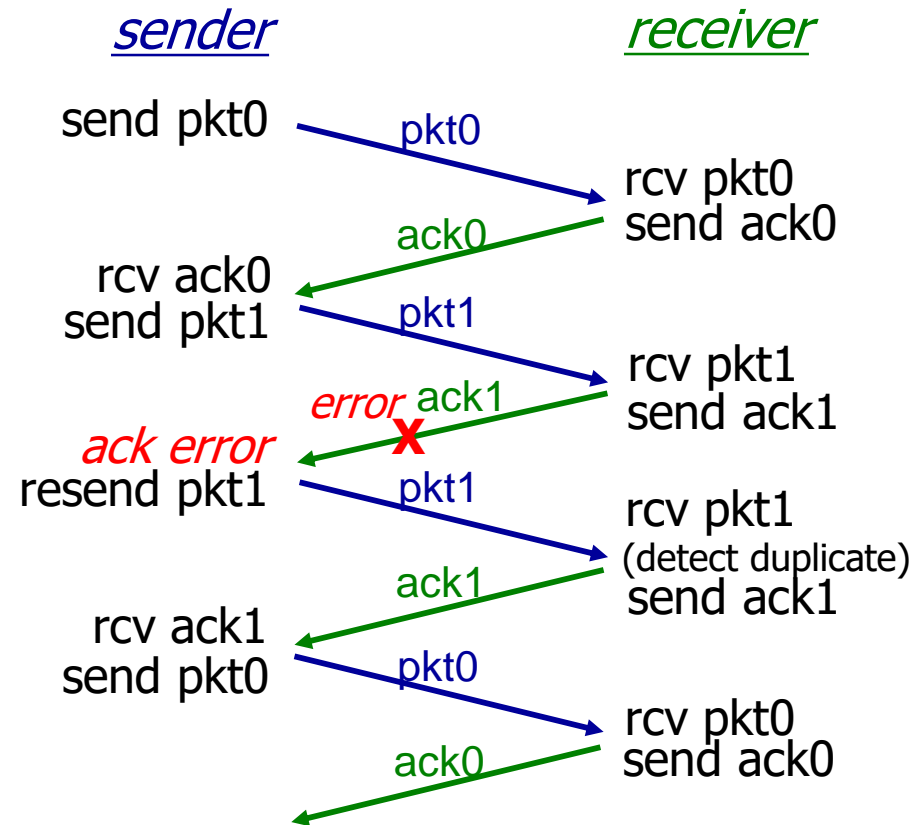 sender
receiver
send pkt0
pkt0
rcv pkt0
send ack0
ack0
rcv ack0
send pkt1
pkt1
rcv pkt1
send ack1
error ack1
X
ack error
resend pkt1
pkt1
rcv pkt1
(detect duplicate)
send ack1
ack1
rcv ack1
send pkt0
pkt0
rcv pkt0
send ack0
ack0